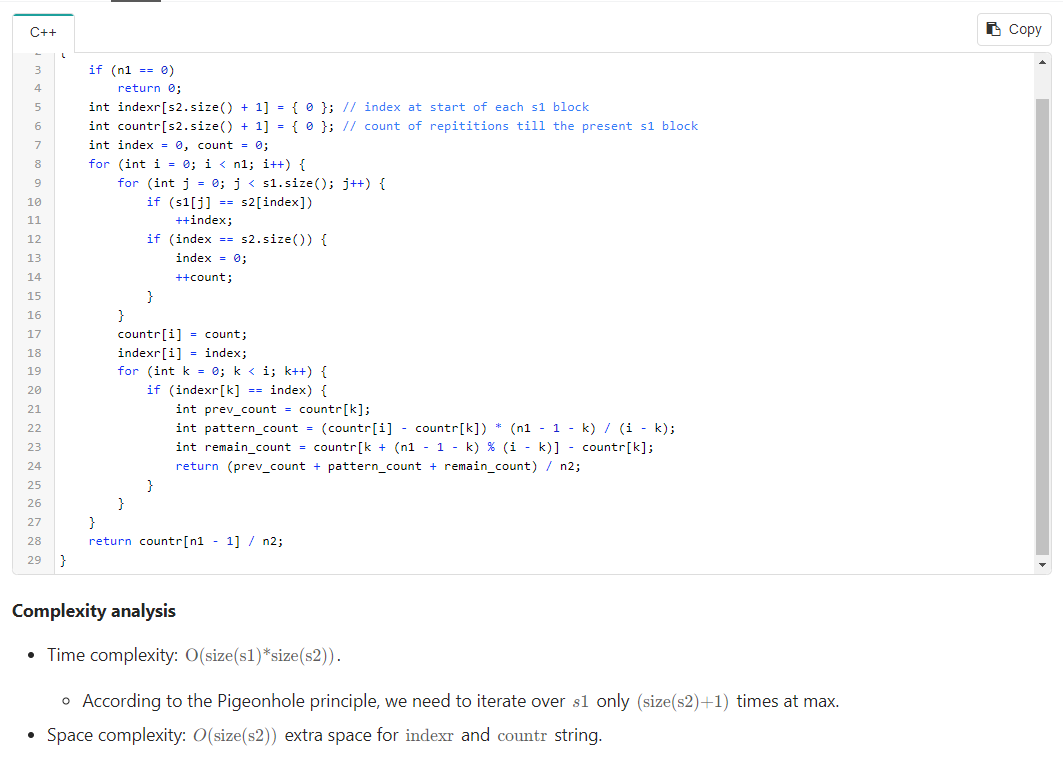 C++
Copy
2 {
3     if (n1 == 0)
4         return 0;
5     int indexr[s2.size() + 1] = { 0 }; // index at start of each s1 block
6     int countr[s2.size() + 1] = { 0 }; // count of repititions till the present s1 block
7     int index = 0, count = 0;
8     for (int i = 0; i < n1; i++) {
9         for (int j = 0; j < s1.size(); j++) {
10             if (s1[j] == s2[index])
11                 ++index;
12             if (index == s2.size()) {
13                 index = 0;
14                 ++count;
15             }
16         }
17         countr[i] = count;
18         indexr[i] = index;
19         for (int k = 0; k < i; k++) {
20             if (indexr[k] == index) {
21                 int prev_count = countr[k];
22                 int pattern_count = (countr[i] - countr[k]) * (n1 - 1 - k) / (i - k);
23                 int remain_count = countr[k + (n1 - 1 - k) % (i - k)] - countr[k];
24                 return (prev_count + pattern_count + remain_count) / n2;
25             }
26         }
27     }
28     return countr[n1 - 1] / n2;
29 }
Complexity analysis
• Time complexity: O(size(s1)*size(s2)).
◦ According to the Pigeonhole principle, we need to iterate over s1 only (size(s2)+1) times at max.
• Space complexity: O(size(s2)) extra space for indexr and countr string.